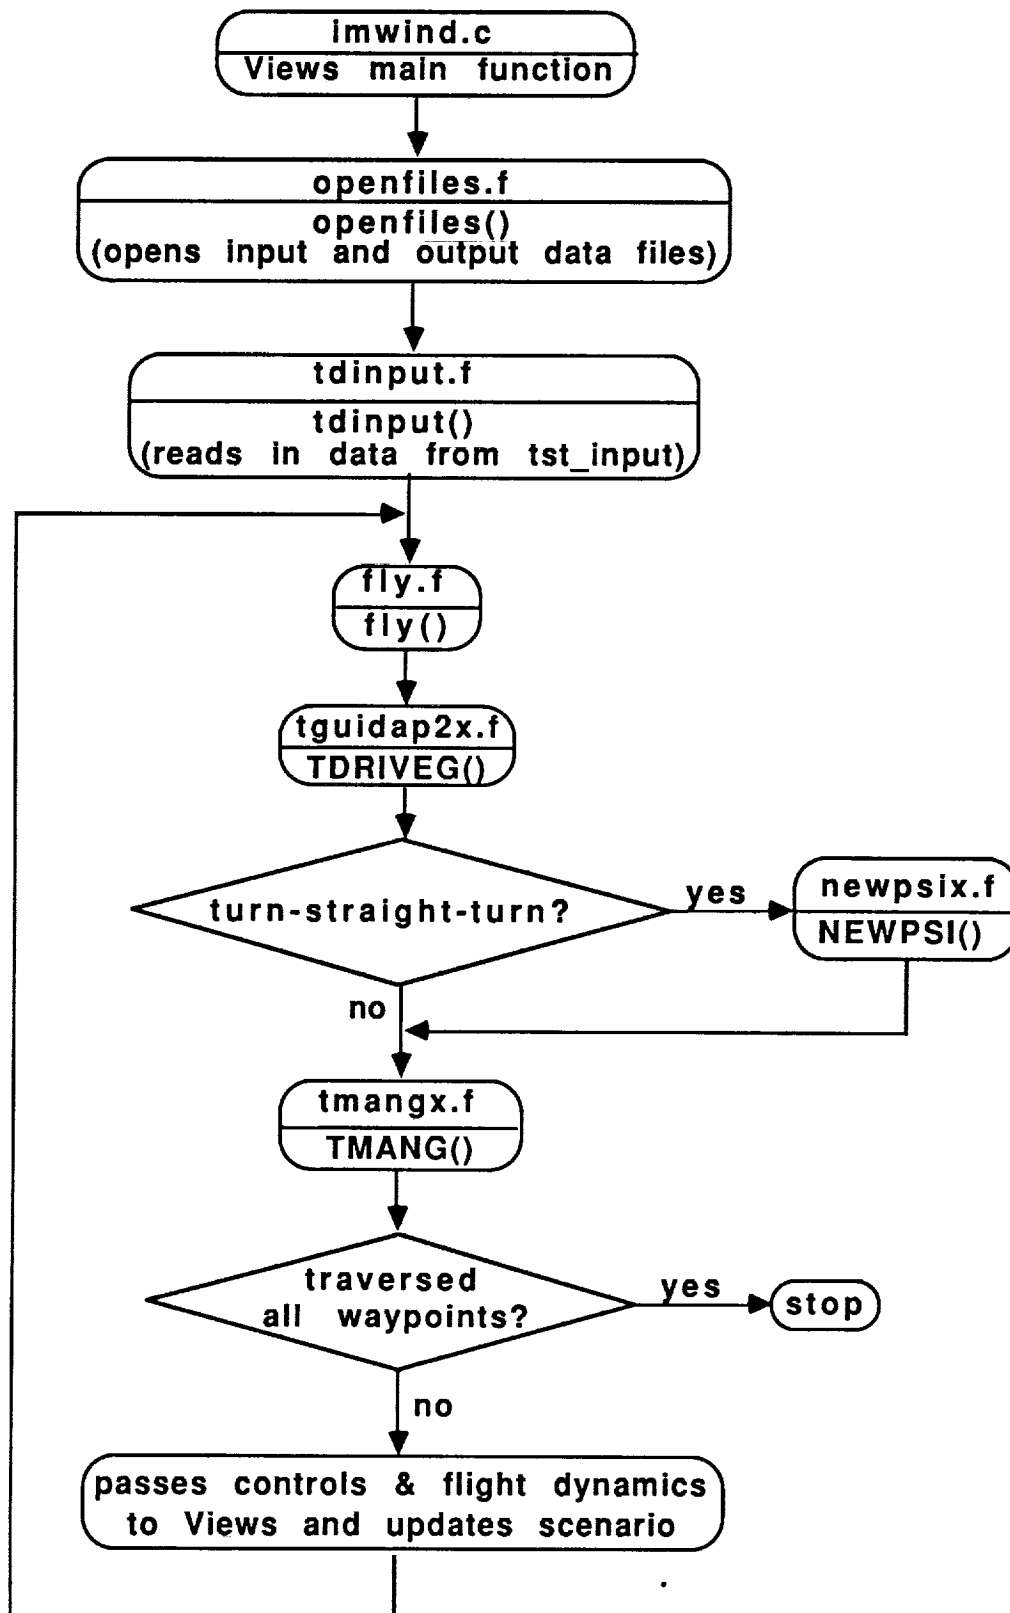 imwind.c
Views main function
openfiles.f
openfiles()
(opens input and output data files)
tdinput.f
tdinput()
(reads in data from tst_input)
fly.f
fly()
tguidap2x.f
TDRIVEG()
turn-straight-turn?
yes
newpsix.f
NEWPSI()
no
tmangx.f
TMANG()
traversed
all waypoints?
yes
stop
no
passes controls & flight dynamics
to Views and updates scenario